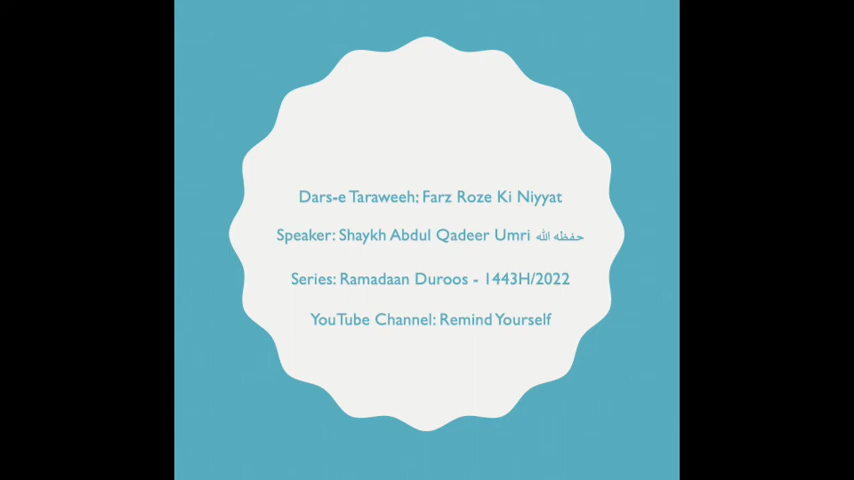 Dars-e Taraweeh: Farz Roze Ki Niyyat
Speaker: Shaykh Abdul Qadeer Umri حفظه الله
Series: Ramadaan Duroos - 1443H/2022
YouTube Channel: Remind Yourself